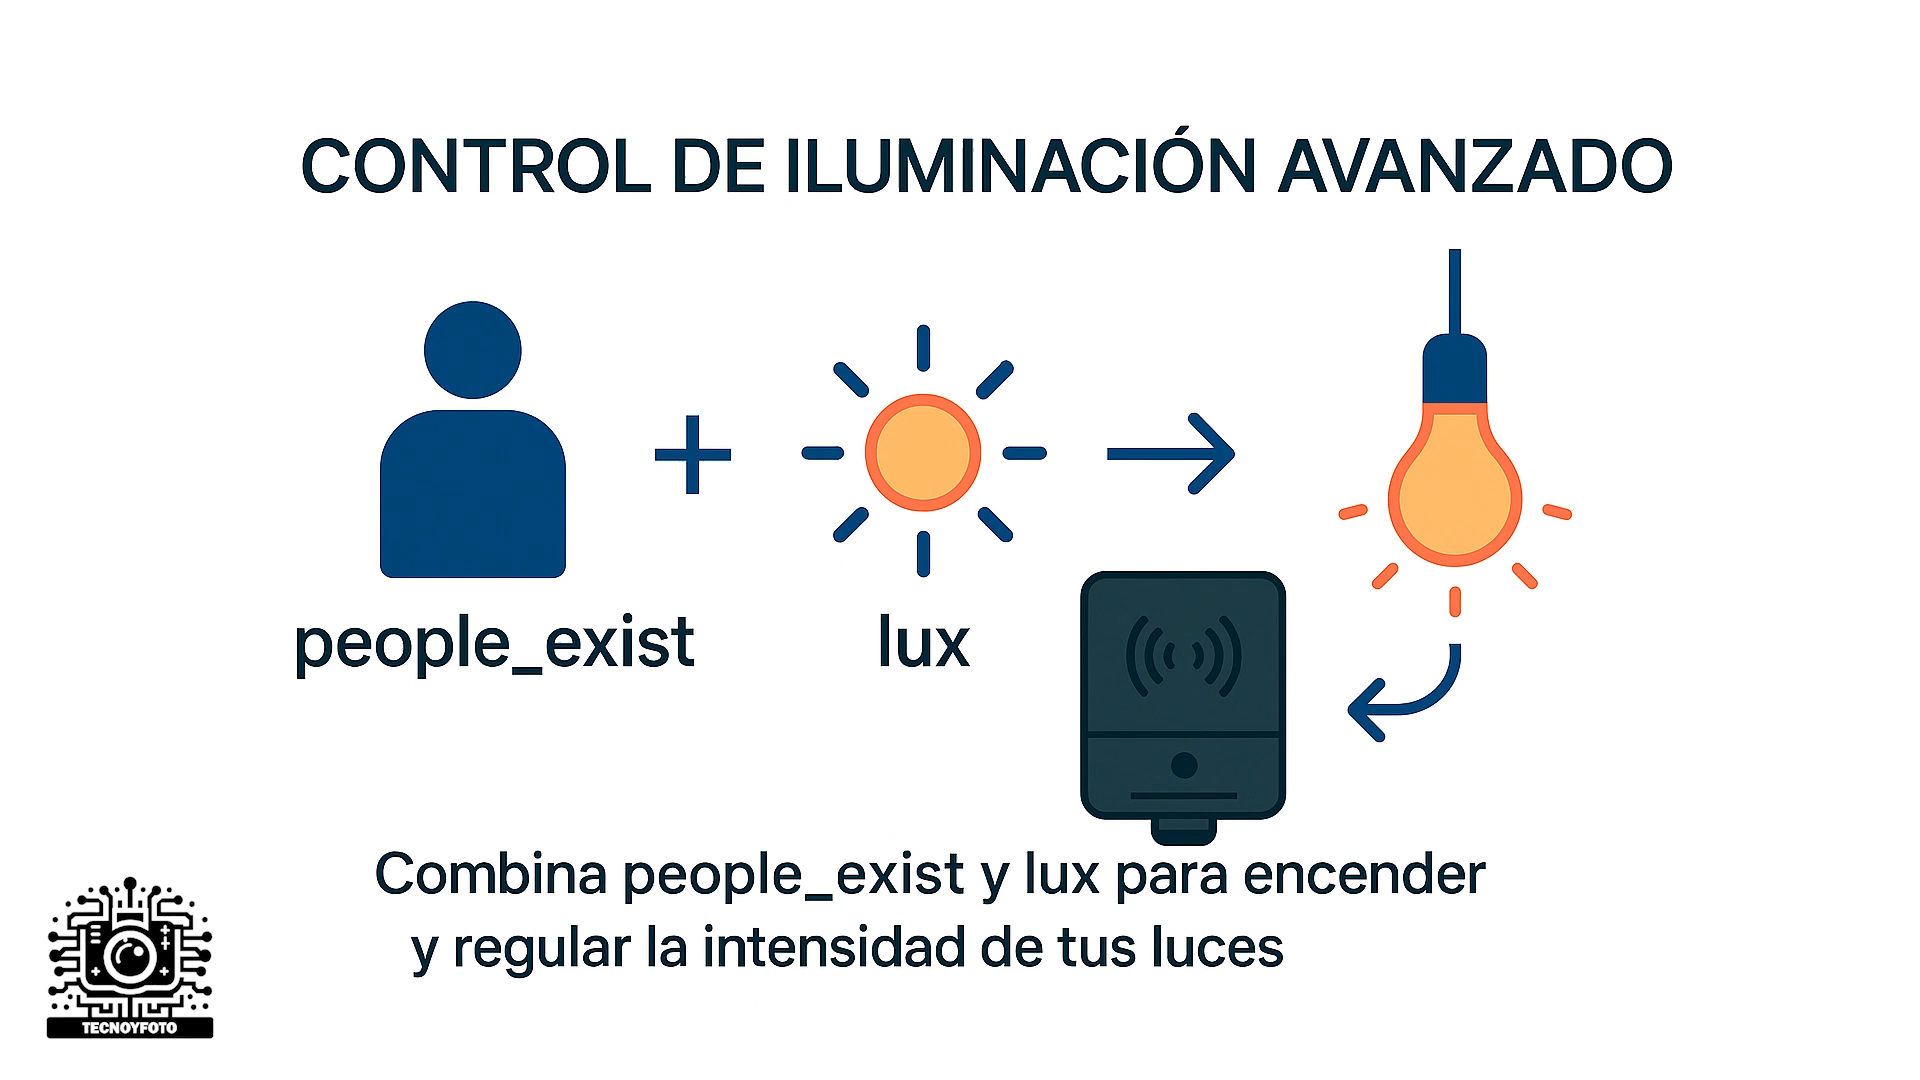 CONTROL DE ILUMINACIÓN AVANZADO
people_exist
lux
Combina people_exist y lux para encender
y regular la intensidad de tus luces
TECNOYFOTO